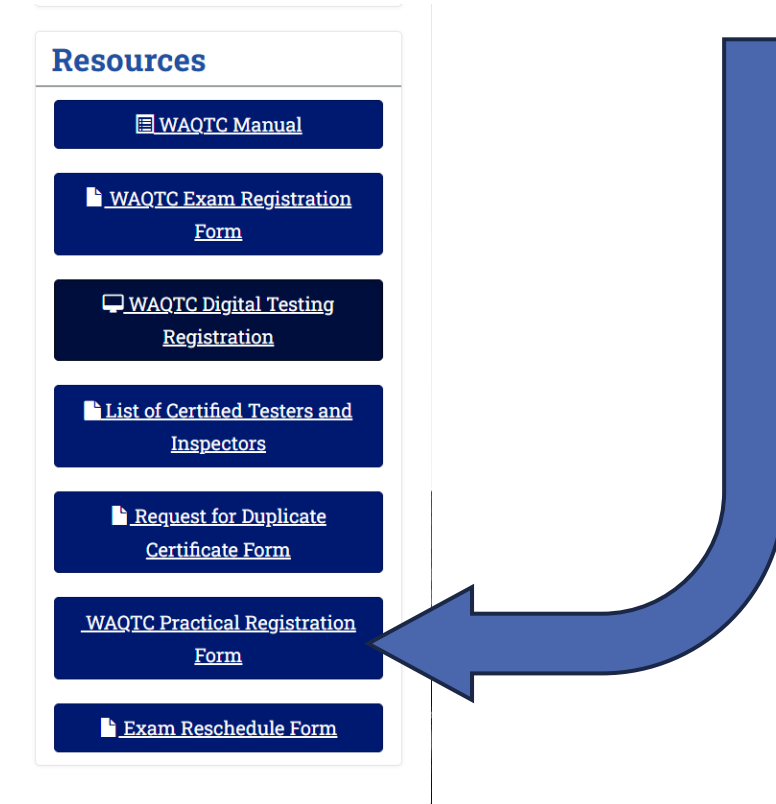 Resources
WAQTC Manual
WAQTC Exam Registration
Form
WAQTC Digital Testing
Registration
List of Certified Testers and
Inspectors
Request for Duplicate
Certificate Form
WAQTC Practical Registration
Form
Exam Reschedule Form